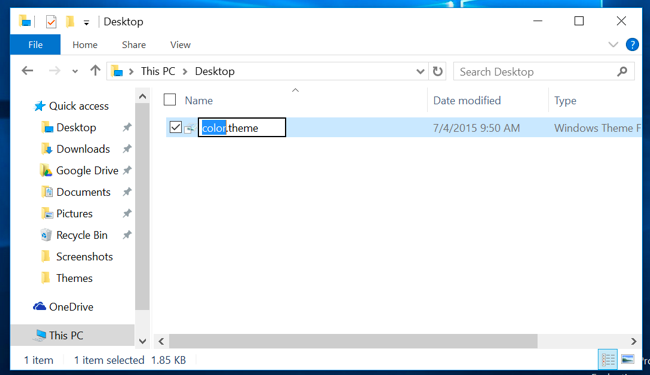 Desktop
File Home Share View
This PC Desktop
Search Desktop
Name Date modified Type
Quick access
color.theme 7/4/2015 9:50 AM Windows Theme F
Desktop
Downloads
Google Drive
Documents
Pictures
Recycle Bin
Screenshots
Themes
OneDrive
This PC
1 item 1 item selected 1.85 KB